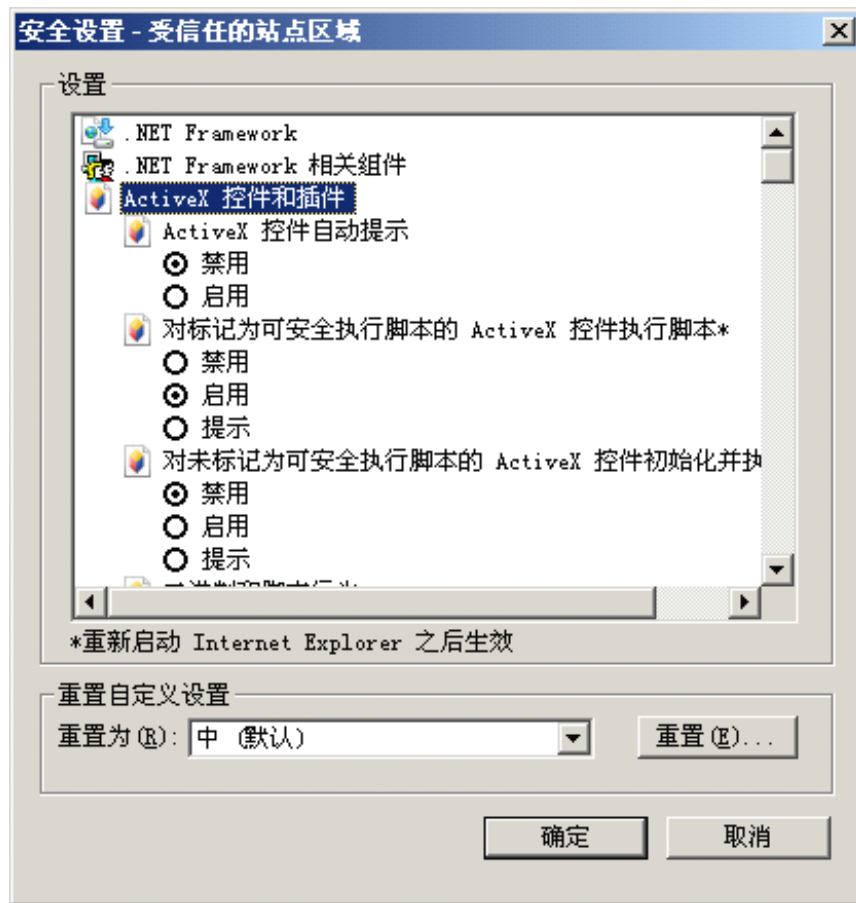 安全设置 - 受信任的站点区域
设置
.NET Framework
.NET Framework 相关组件
ActiveX 控件和插件
ActiveX 控件自动提示
禁用
启用
对标记为可安全执行脚本的 ActiveX 控件执行脚本*
禁用
启用
提示
对未标记为可安全执行脚本的 ActiveX 控件初始化并执
禁用
启用
提示
*重新启动 Internet Explorer 之后生效
重置自定义设置
重置为(R): 中 (默认) 重置(E)...
确定 取消